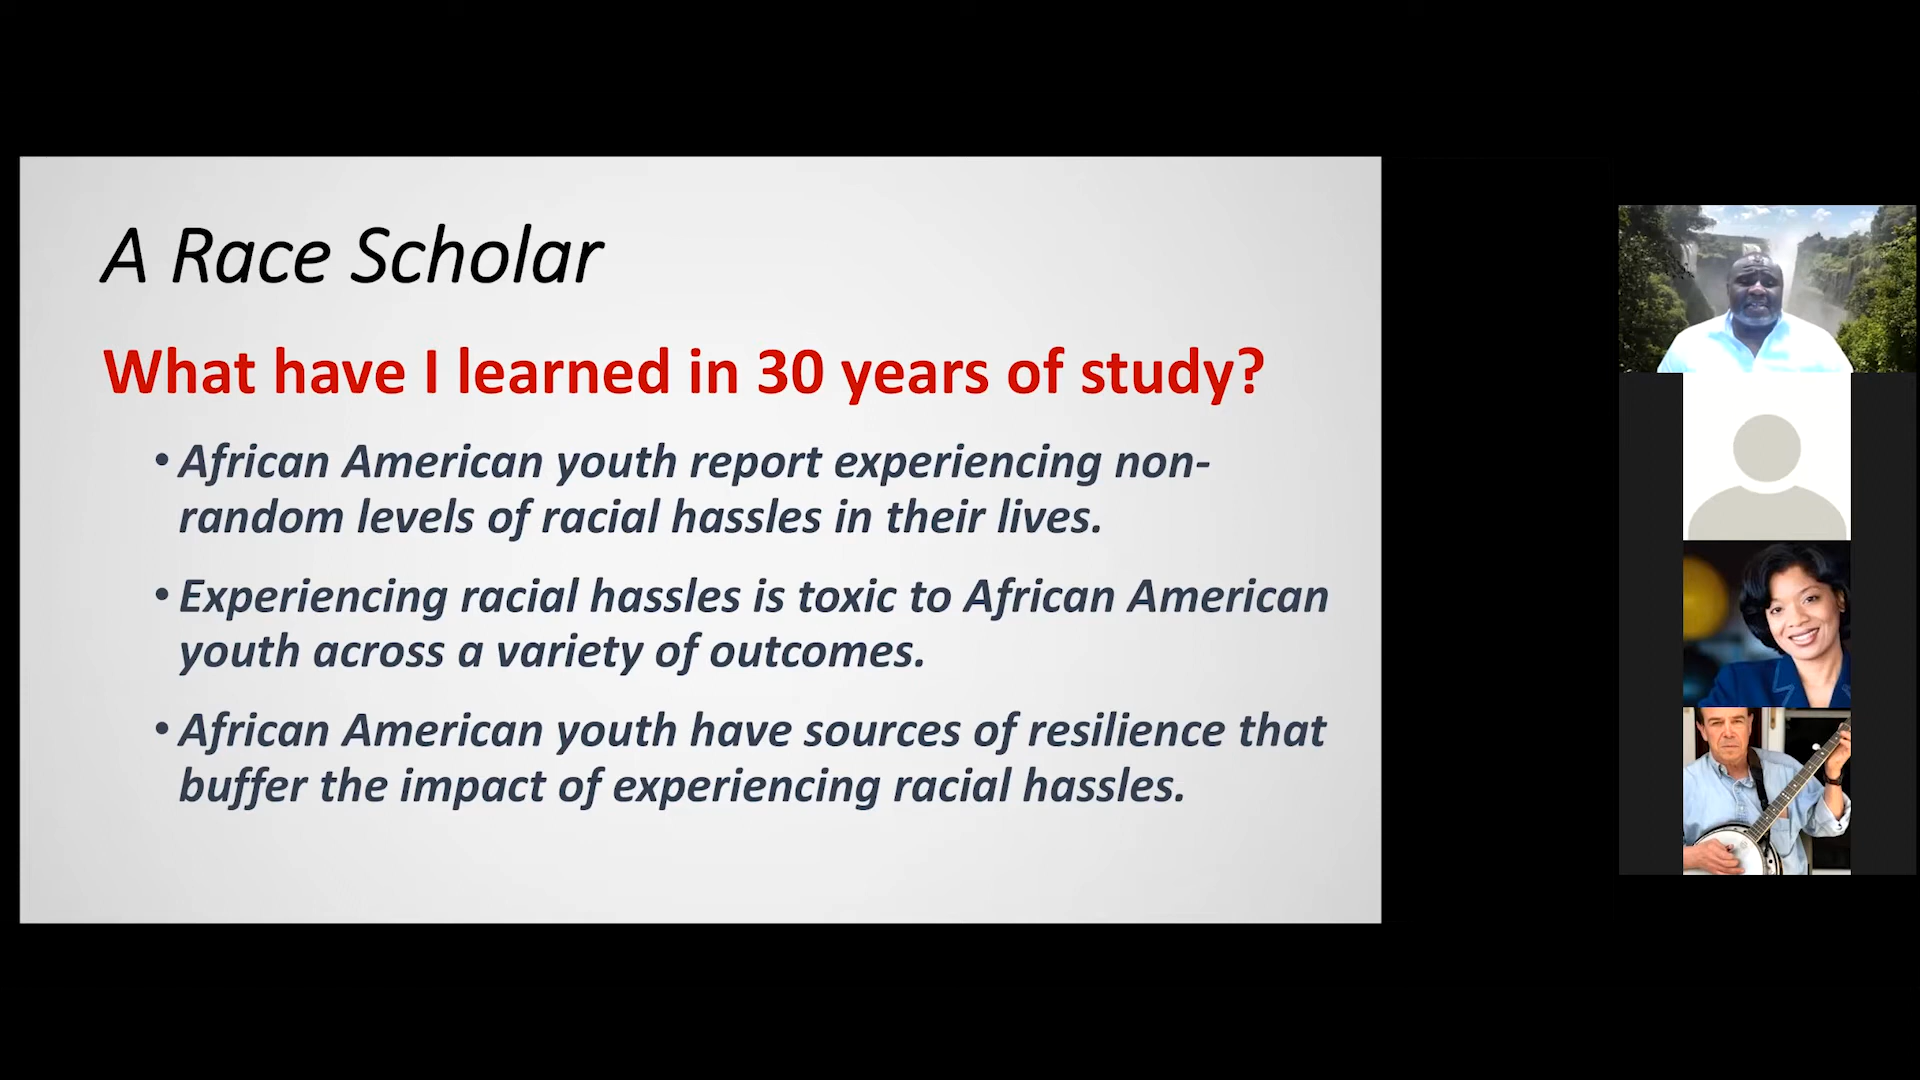 A Race Scholar
What have I learned in 30 years of study?
• African American youth report experiencing non-
random levels of racial hassles in their lives.
• Experiencing racial hassles is toxic to African American
youth across a variety of outcomes.
• African American youth have sources of resilience that
buffer the impact of experiencing racial hassles.